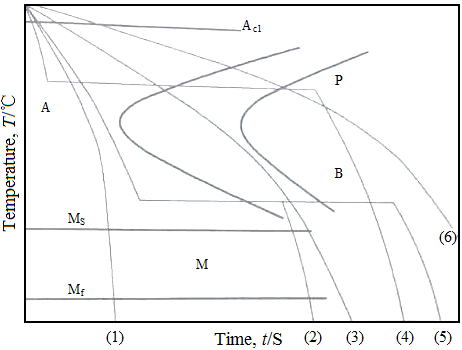 Ac1
P
A
Temperature, T/℃
B
MS
(6)
M
Mf
(1) Time, t/S (2) (3) (4) (5)